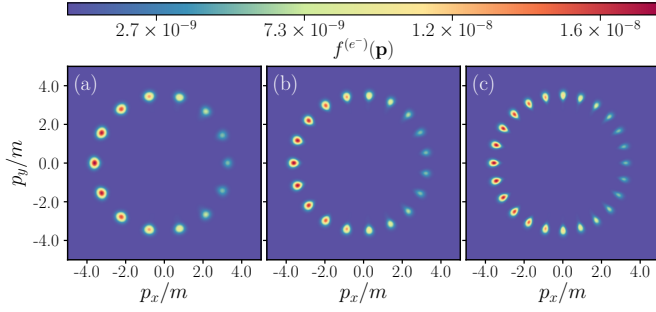 2.7 × 10⁻⁹ 7.3 × 10⁻⁹ 1.2 × 10⁻⁸ 1.6 × 10⁻⁸
f^(e⁻)(p)
(a) (b) (c)
4.0
2.0
0.0
-2.0
-4.0
p_y/m
-4.0 -2.0 0.0 2.0 4.0 -4.0 -2.0 0.0 2.0 4.0 -4.0 -2.0 0.0 2.0 4.0
p_x/m p_x/m p_x/m